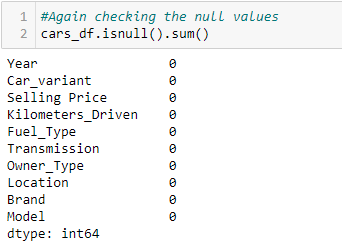 1 #Again checking the null values
2 cars_df.isnull().sum()
Year 0
Car_variant 0
Selling Price 0
Kilometers_Driven 0
Fuel_Type 0
Transmission 0
Owner_Type 0
Location 0
Brand 0
Model 0
dtype: int64